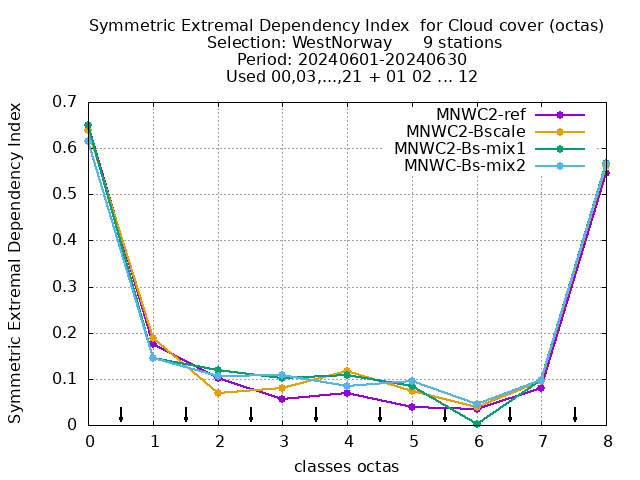 Symmetric Extremal Dependency Index  for Cloud cover (octas)
Selection: WestNorway      9 stations
Period: 20240601-20240630
Used 00,03,...,21 + 01 02 ... 12
Symmetric Extremal Dependency Index
0.7
0.6
0.5
0.4
0.3
0.2
0.1
0
MNWC2-ref
MNWC2-Bscale
MNWC2-Bs-mix1
MNWC-Bs-mix2
0 1 2 3 4 5 6 7 8
classes octas